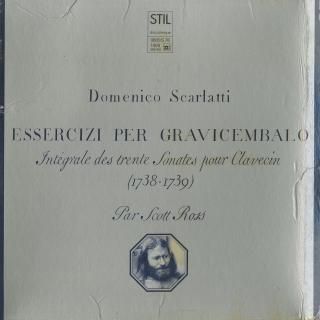 STIL
Domenico Scarlatti
ESSERCIZI PER GRAVICEMBALO
Intégrale des trente Sonates pour Clavecin
(1738-1739)
Par Scott Ross